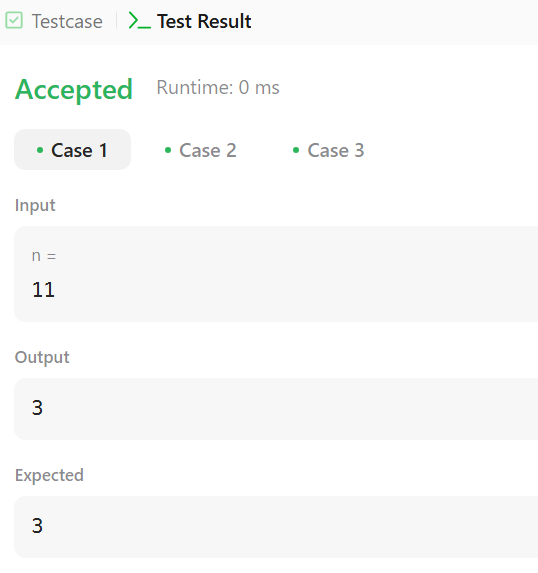 Testcase
Test Result
Accepted Runtime: 0 ms
Case 1 Case 2 Case 3
Input
n =
11
Output
3
Expected
3